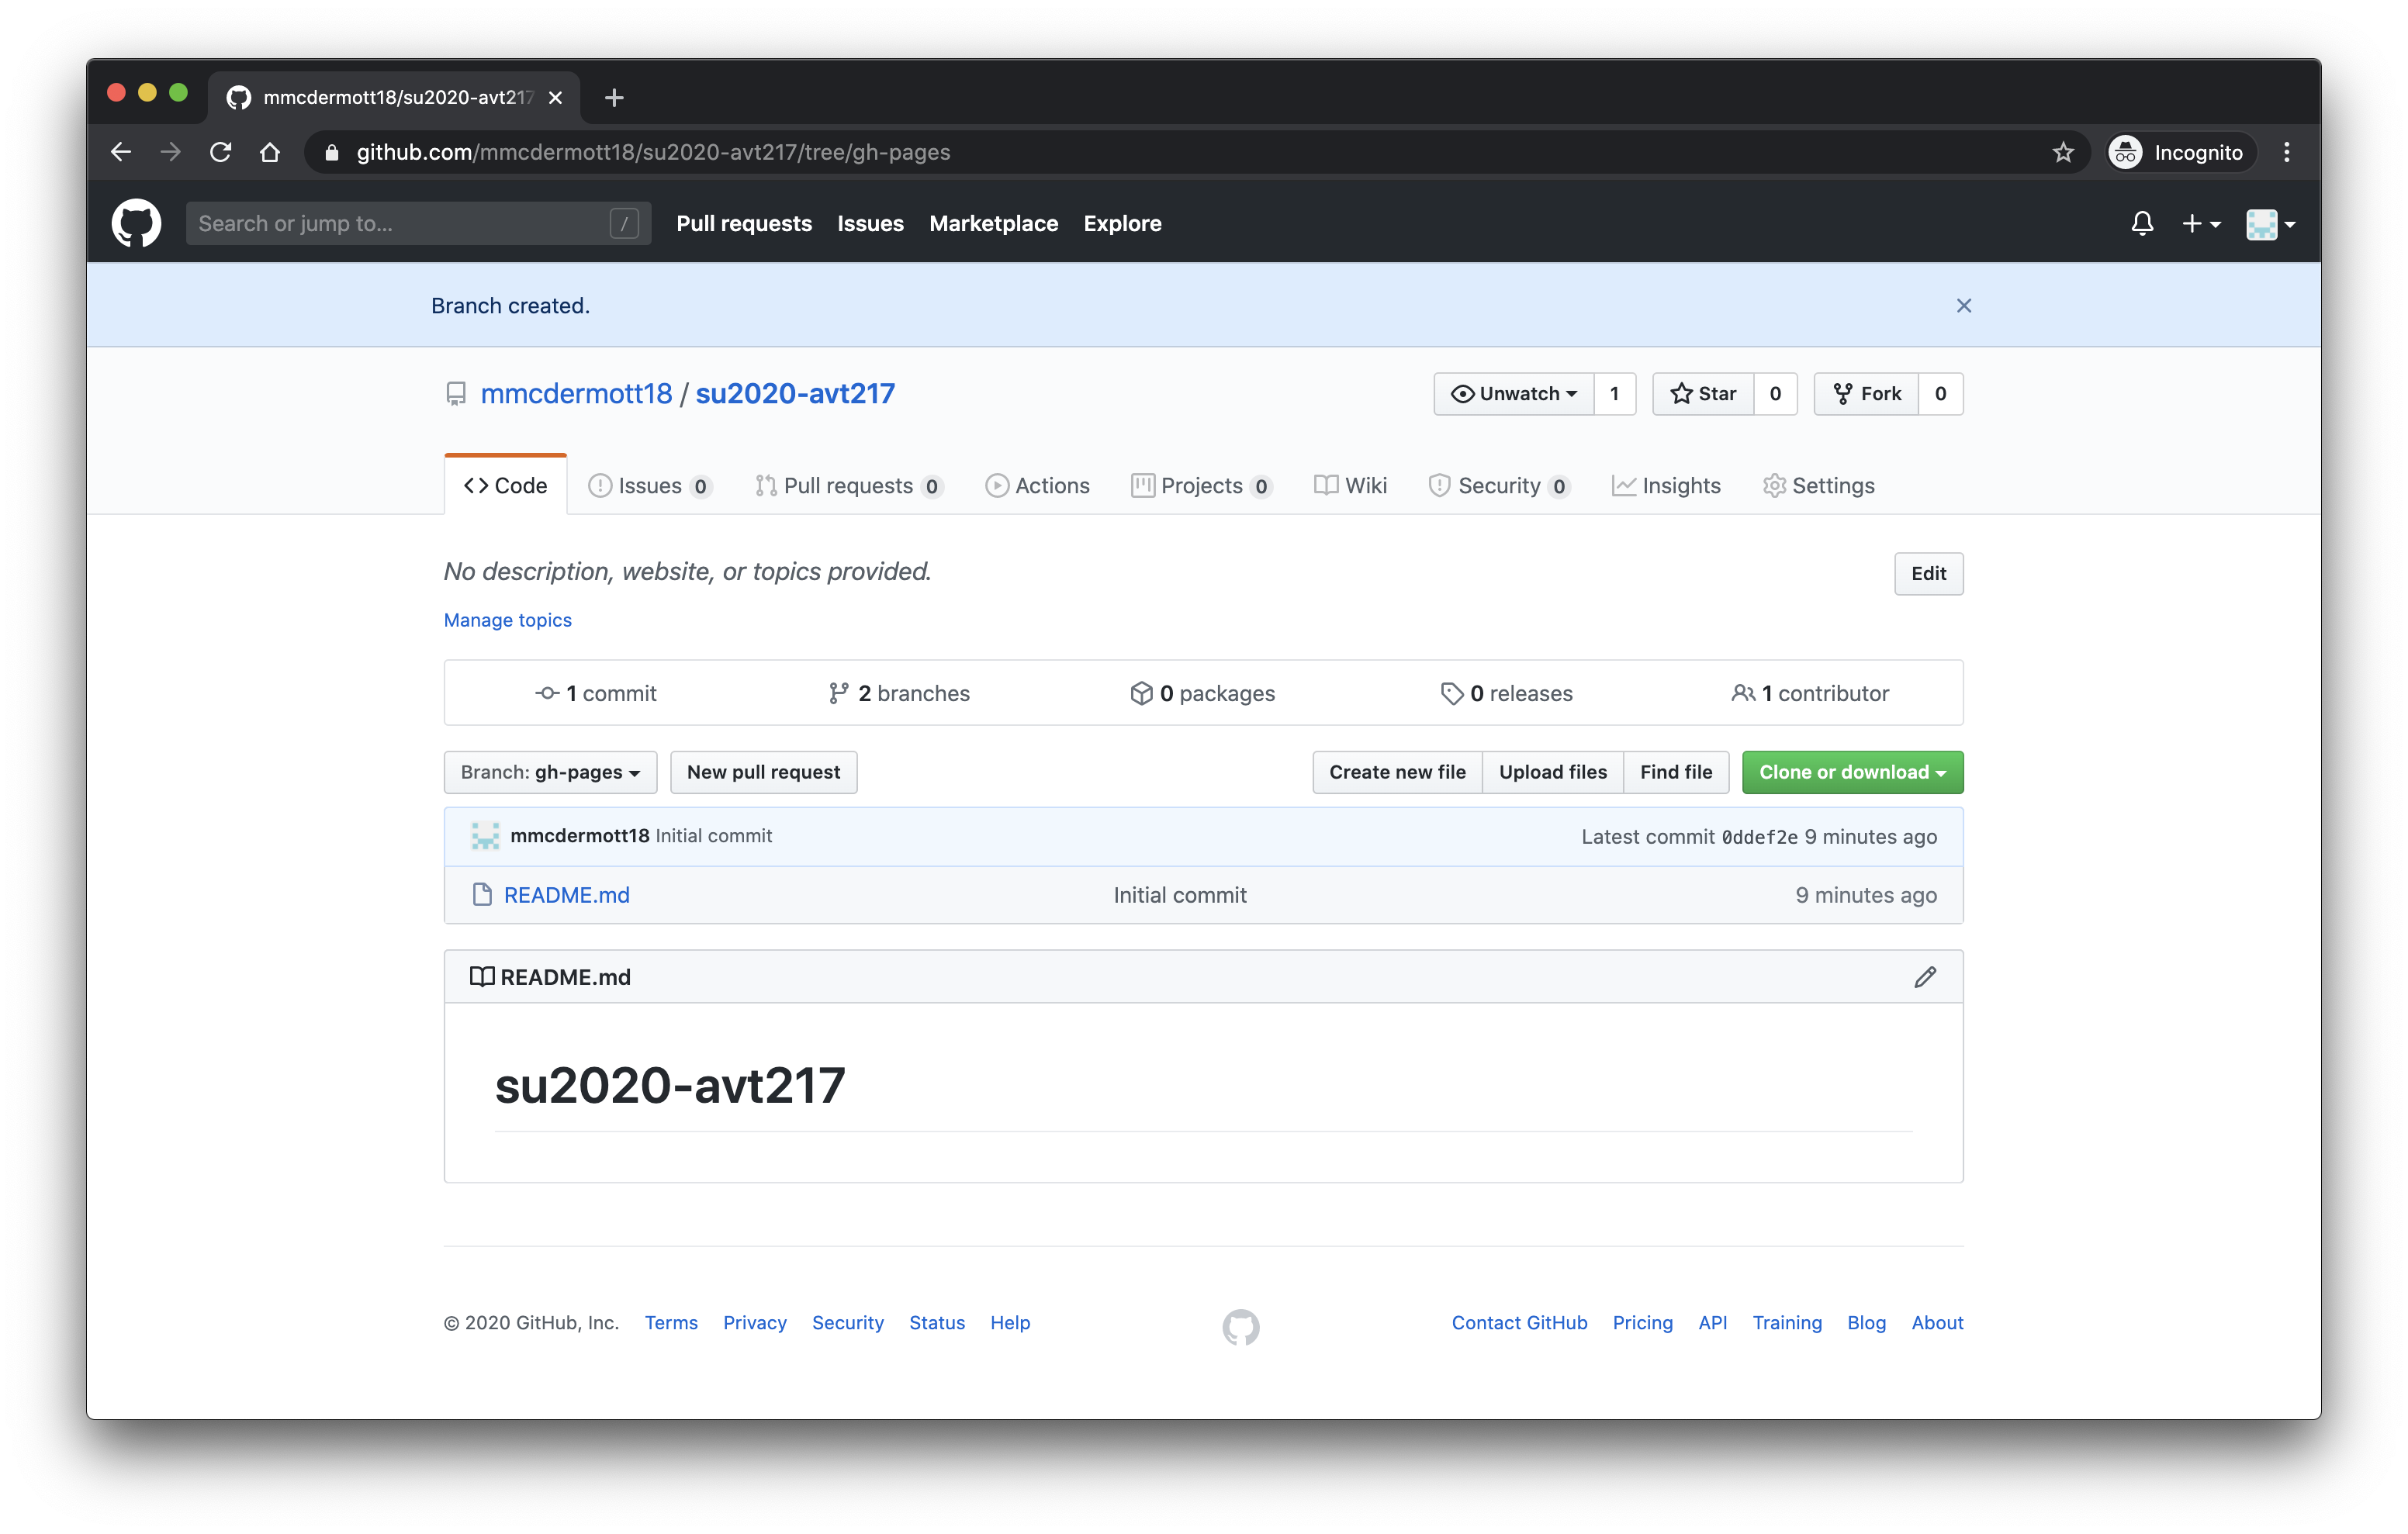 mmcdermott18/su2020-avt217
github.com/mmcdermott18/su2020-avt217/tree/gh-pages
Incognito
Search or jump to... /
Pull requests Issues Marketplace Explore
Branch created.
mmcdermott18 / su2020-avt217
Unwatch 1 Star 0 Fork 0
Code Issues 0 Pull requests 0 Actions Projects 0 Wiki Security 0 Insights Settings
No description, website, or topics provided.
Edit
Manage topics
1 commit 2 branches 0 packages 0 releases 1 contributor
Branch: gh-pages New pull request Create new file Upload files Find file Clone or download
mmcdermott18 Initial commit Latest commit 0ddef2e 9 minutes ago
README.md Initial commit 9 minutes ago
README.md
su2020-avt217
© 2020 GitHub, Inc. Terms Privacy Security Status Help Contact GitHub Pricing API Training Blog About